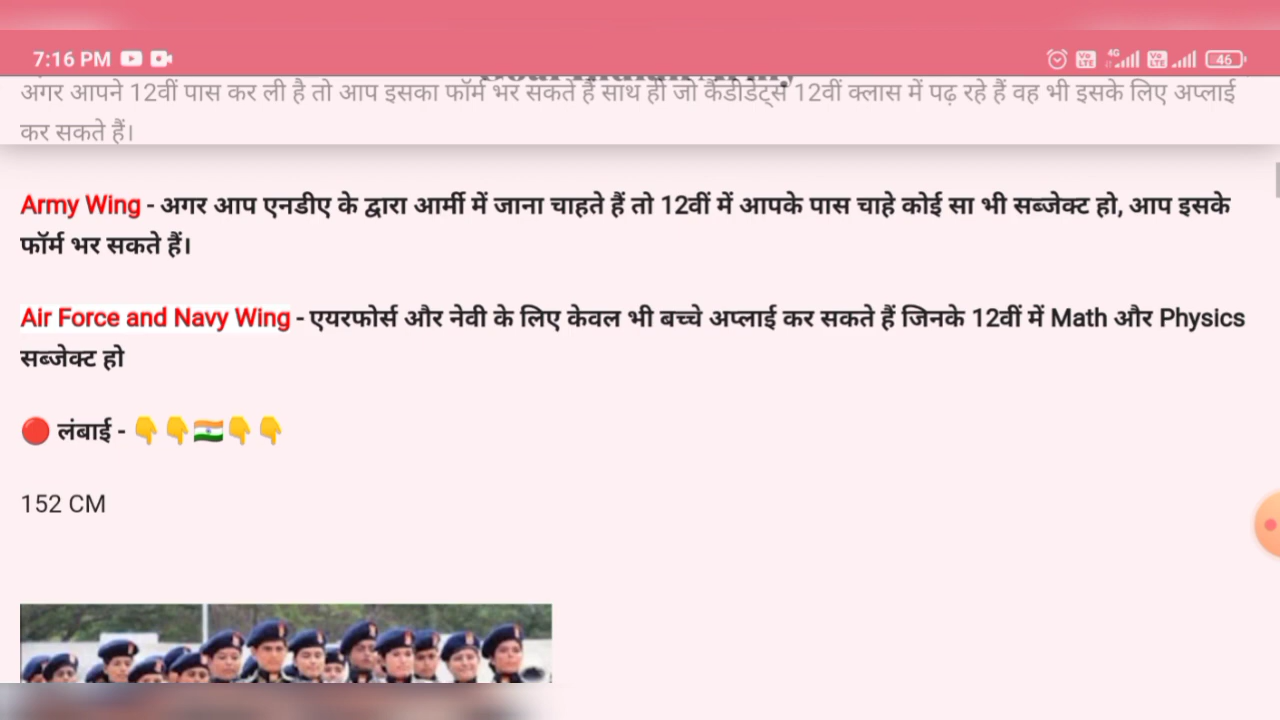 7:16 PM
4G
46
अगर आपने 12वीं पास कर ली है तो आप इसका फॉर्म भर सकते हैं साथ ही जो कैंडीडेट्स 12वीं क्लास में पढ़ रहे हैं वह भी इसके लिए अप्लाई
कर सकते हैं।
Army Wing - अगर आप एनडीए के द्वारा आर्मी में जाना चाहते हैं तो 12वीं में आपके पास चाहे कोई सा भी सब्जेक्ट हो, आप इसके
फॉर्म भर सकते हैं।
Air Force and Navy Wing - एयरफोर्स और नेवी के लिए केवल भी बच्चे अप्लाई कर सकते हैं जिनके 12वीं में Math और Physics
सब्जेक्ट हो
🔴 लंबाई - 👇👇🇮🇳👇👇
152 CM